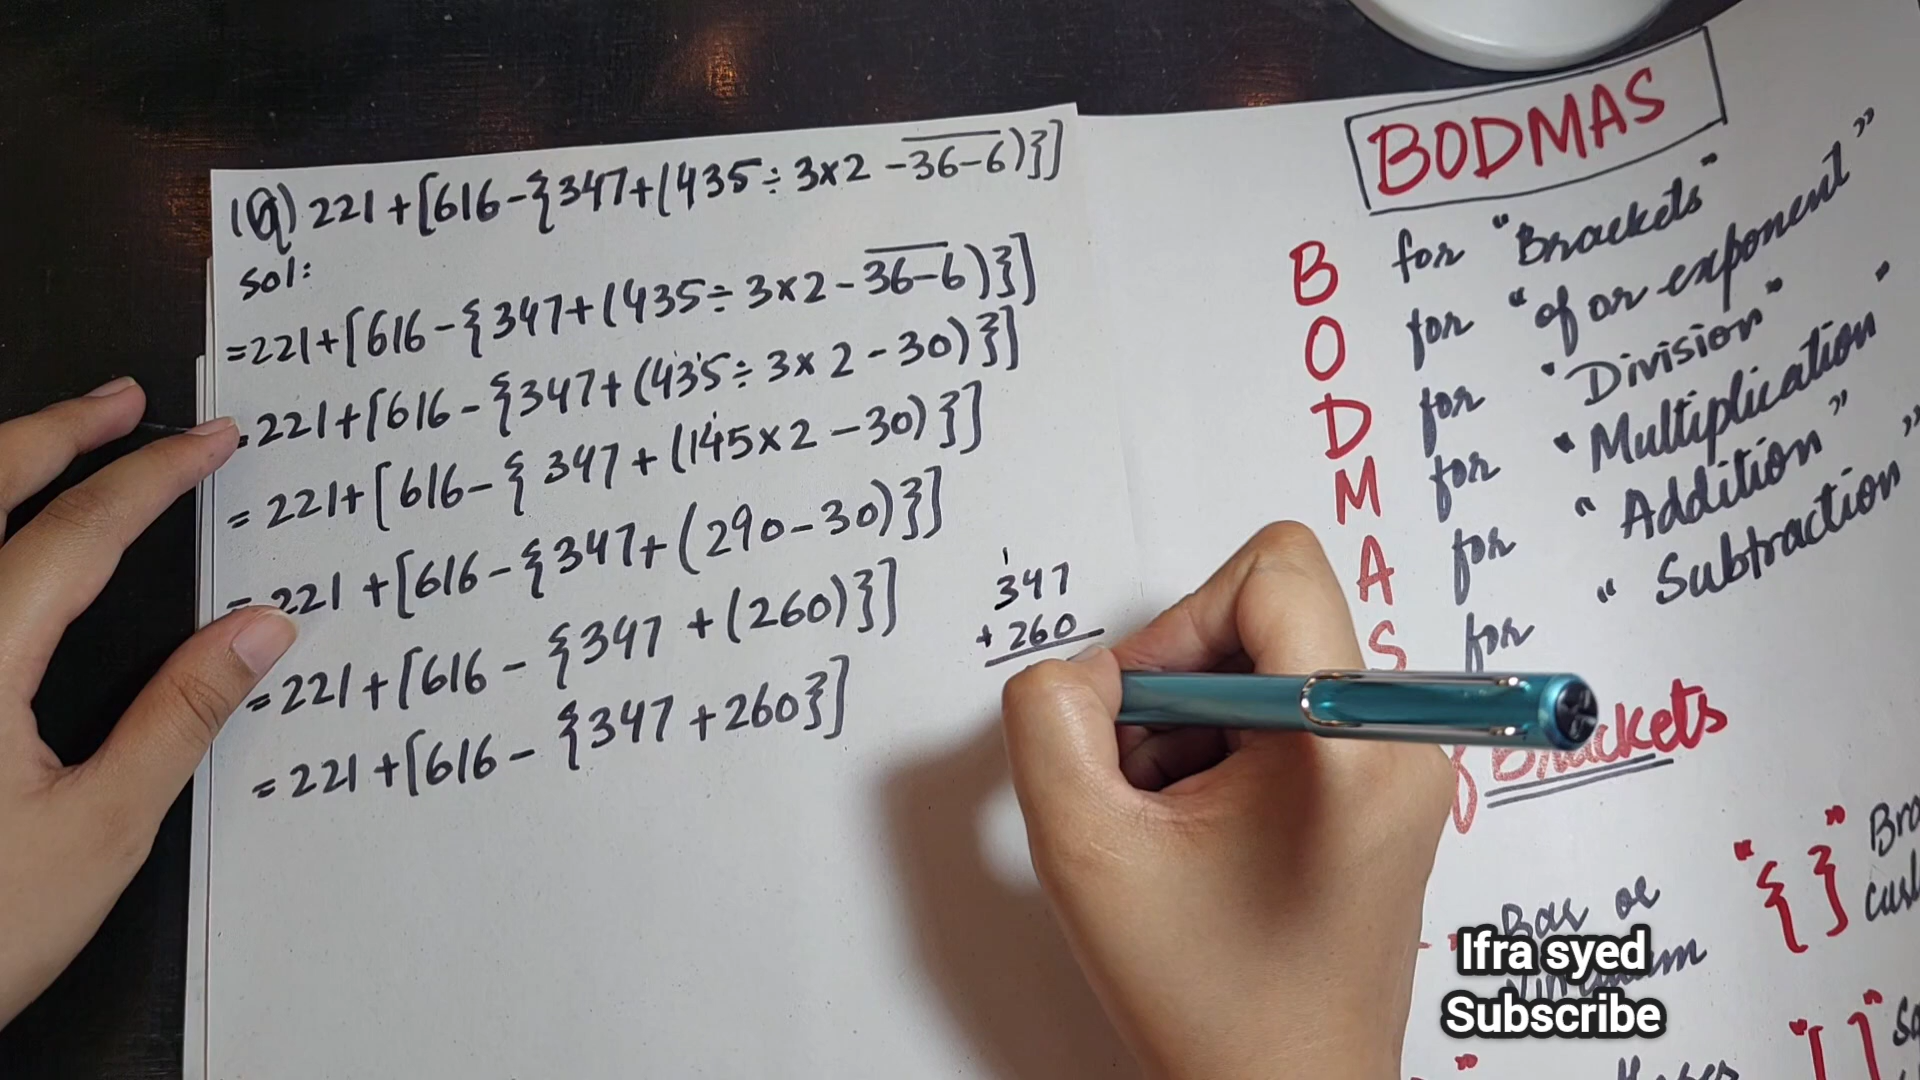 1Q) 221+[616-{347+(435÷3×2-36-6)}]
Sol:
=221+[616-{347+(435÷3×2-36-6)}]
=221+[616-{347+(435÷3×2-30)}]
=221+[616-{347+(145×2-30)}]
=221+[616-{347+(290-30)}]
=221+[616-{347+(260)}]
=221+[616-{347+260}]
1
347
+260
BODMAS
B for "Brackets"
O for "of or exponent"
D for "Division"
M for "Multiplication"
A for "Addition"
S for "Subtraction"
Brackets
Bar or
"{}"
"[]"
Ifra syed
Subscribe